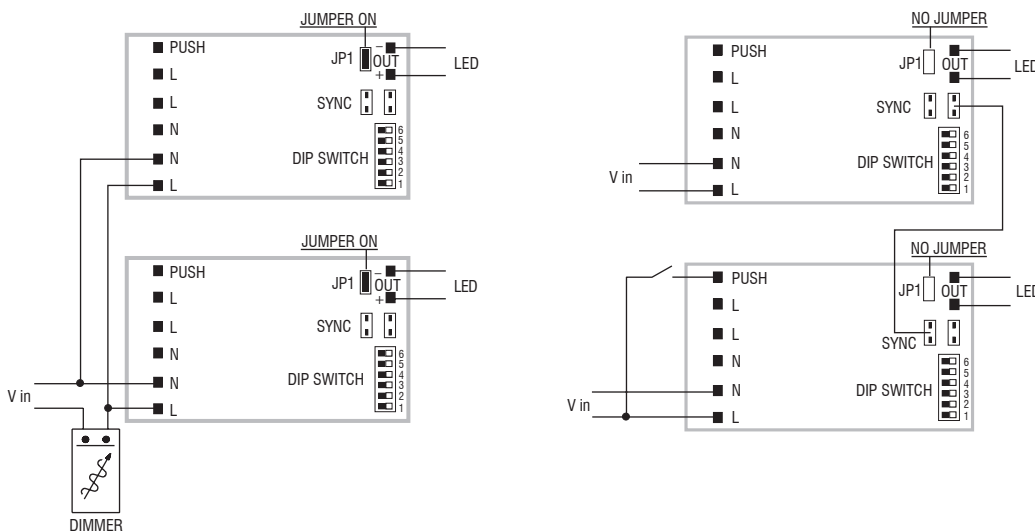 JUMPER ON
PUSH
JP1
−
OUT
+
LED
L
L
SYNC
N
N
DIP SWITCH
6
5
4
3
2
1
L
JUMPER ON
PUSH
JP1
−
OUT
+
LED
L
L
SYNC
N
N
DIP SWITCH
6
5
4
3
2
1
L
V in
DIMMER
NO JUMPER
PUSH
JP1
OUT
LED
L
L
SYNC
N
N
DIP SWITCH
6
5
4
3
2
1
L
V in
NO JUMPER
PUSH
JP1
OUT
LED
L
L
SYNC
N
N
DIP SWITCH
6
5
4
3
2
1
L
V in